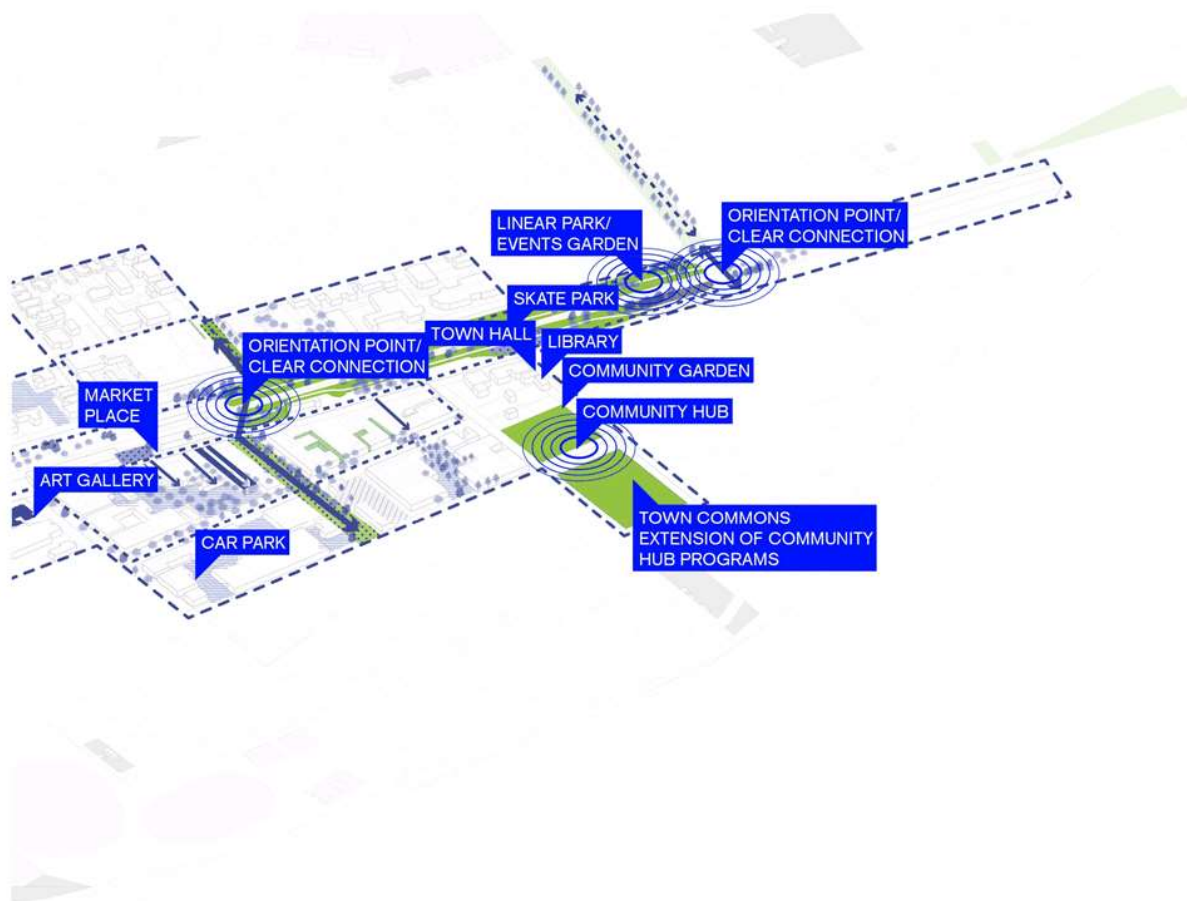 LINEAR PARK/
EVENTS GARDEN
ORIENTATION POINT/
CLEAR CONNECTION
SKATE PARK
TOWN HALL
LIBRARY
ORIENTATION POINT/
CLEAR CONNECTION
COMMUNITY GARDEN
MARKET
PLACE
COMMUNITY HUB
ART GALLERY
TOWN COMMONS
EXTENSION OF COMMUNITY
HUB PROGRAMS
CAR PARK